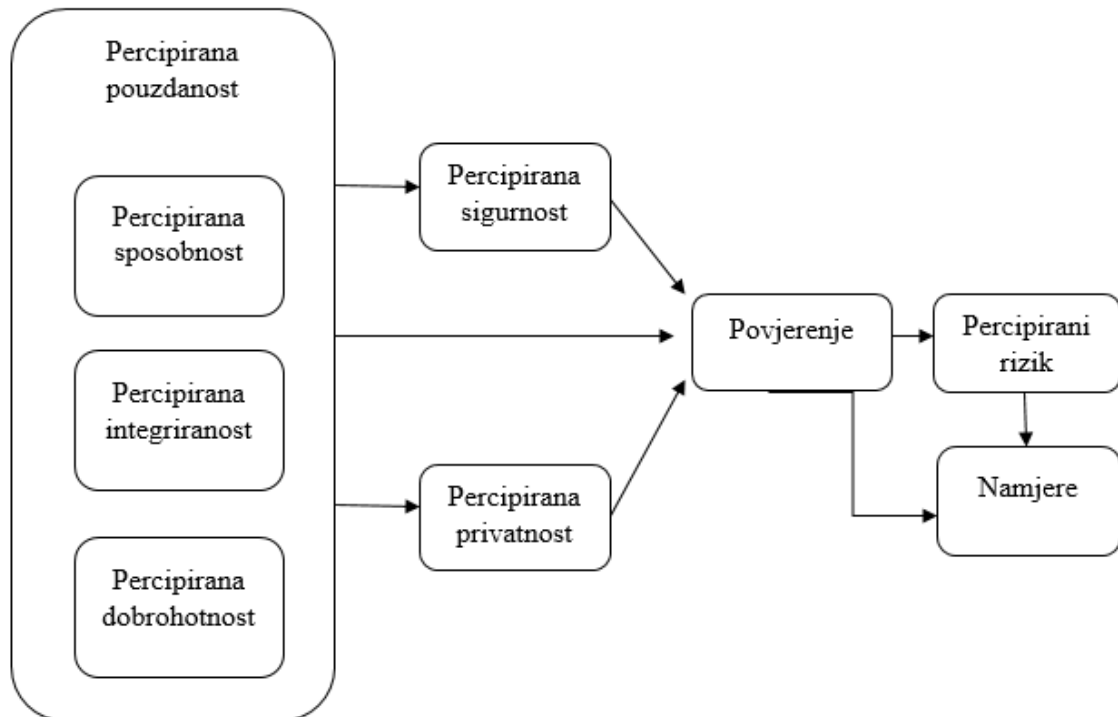 Percipirana
pouzdanost
Percipirana
sposobnost
Percipirana
integriranost
Percipirana
dobrohotnost
Percipirana
sigurnost
Percipirana
privatnost
Povjerenje
Percipirani
rizik
Namjere